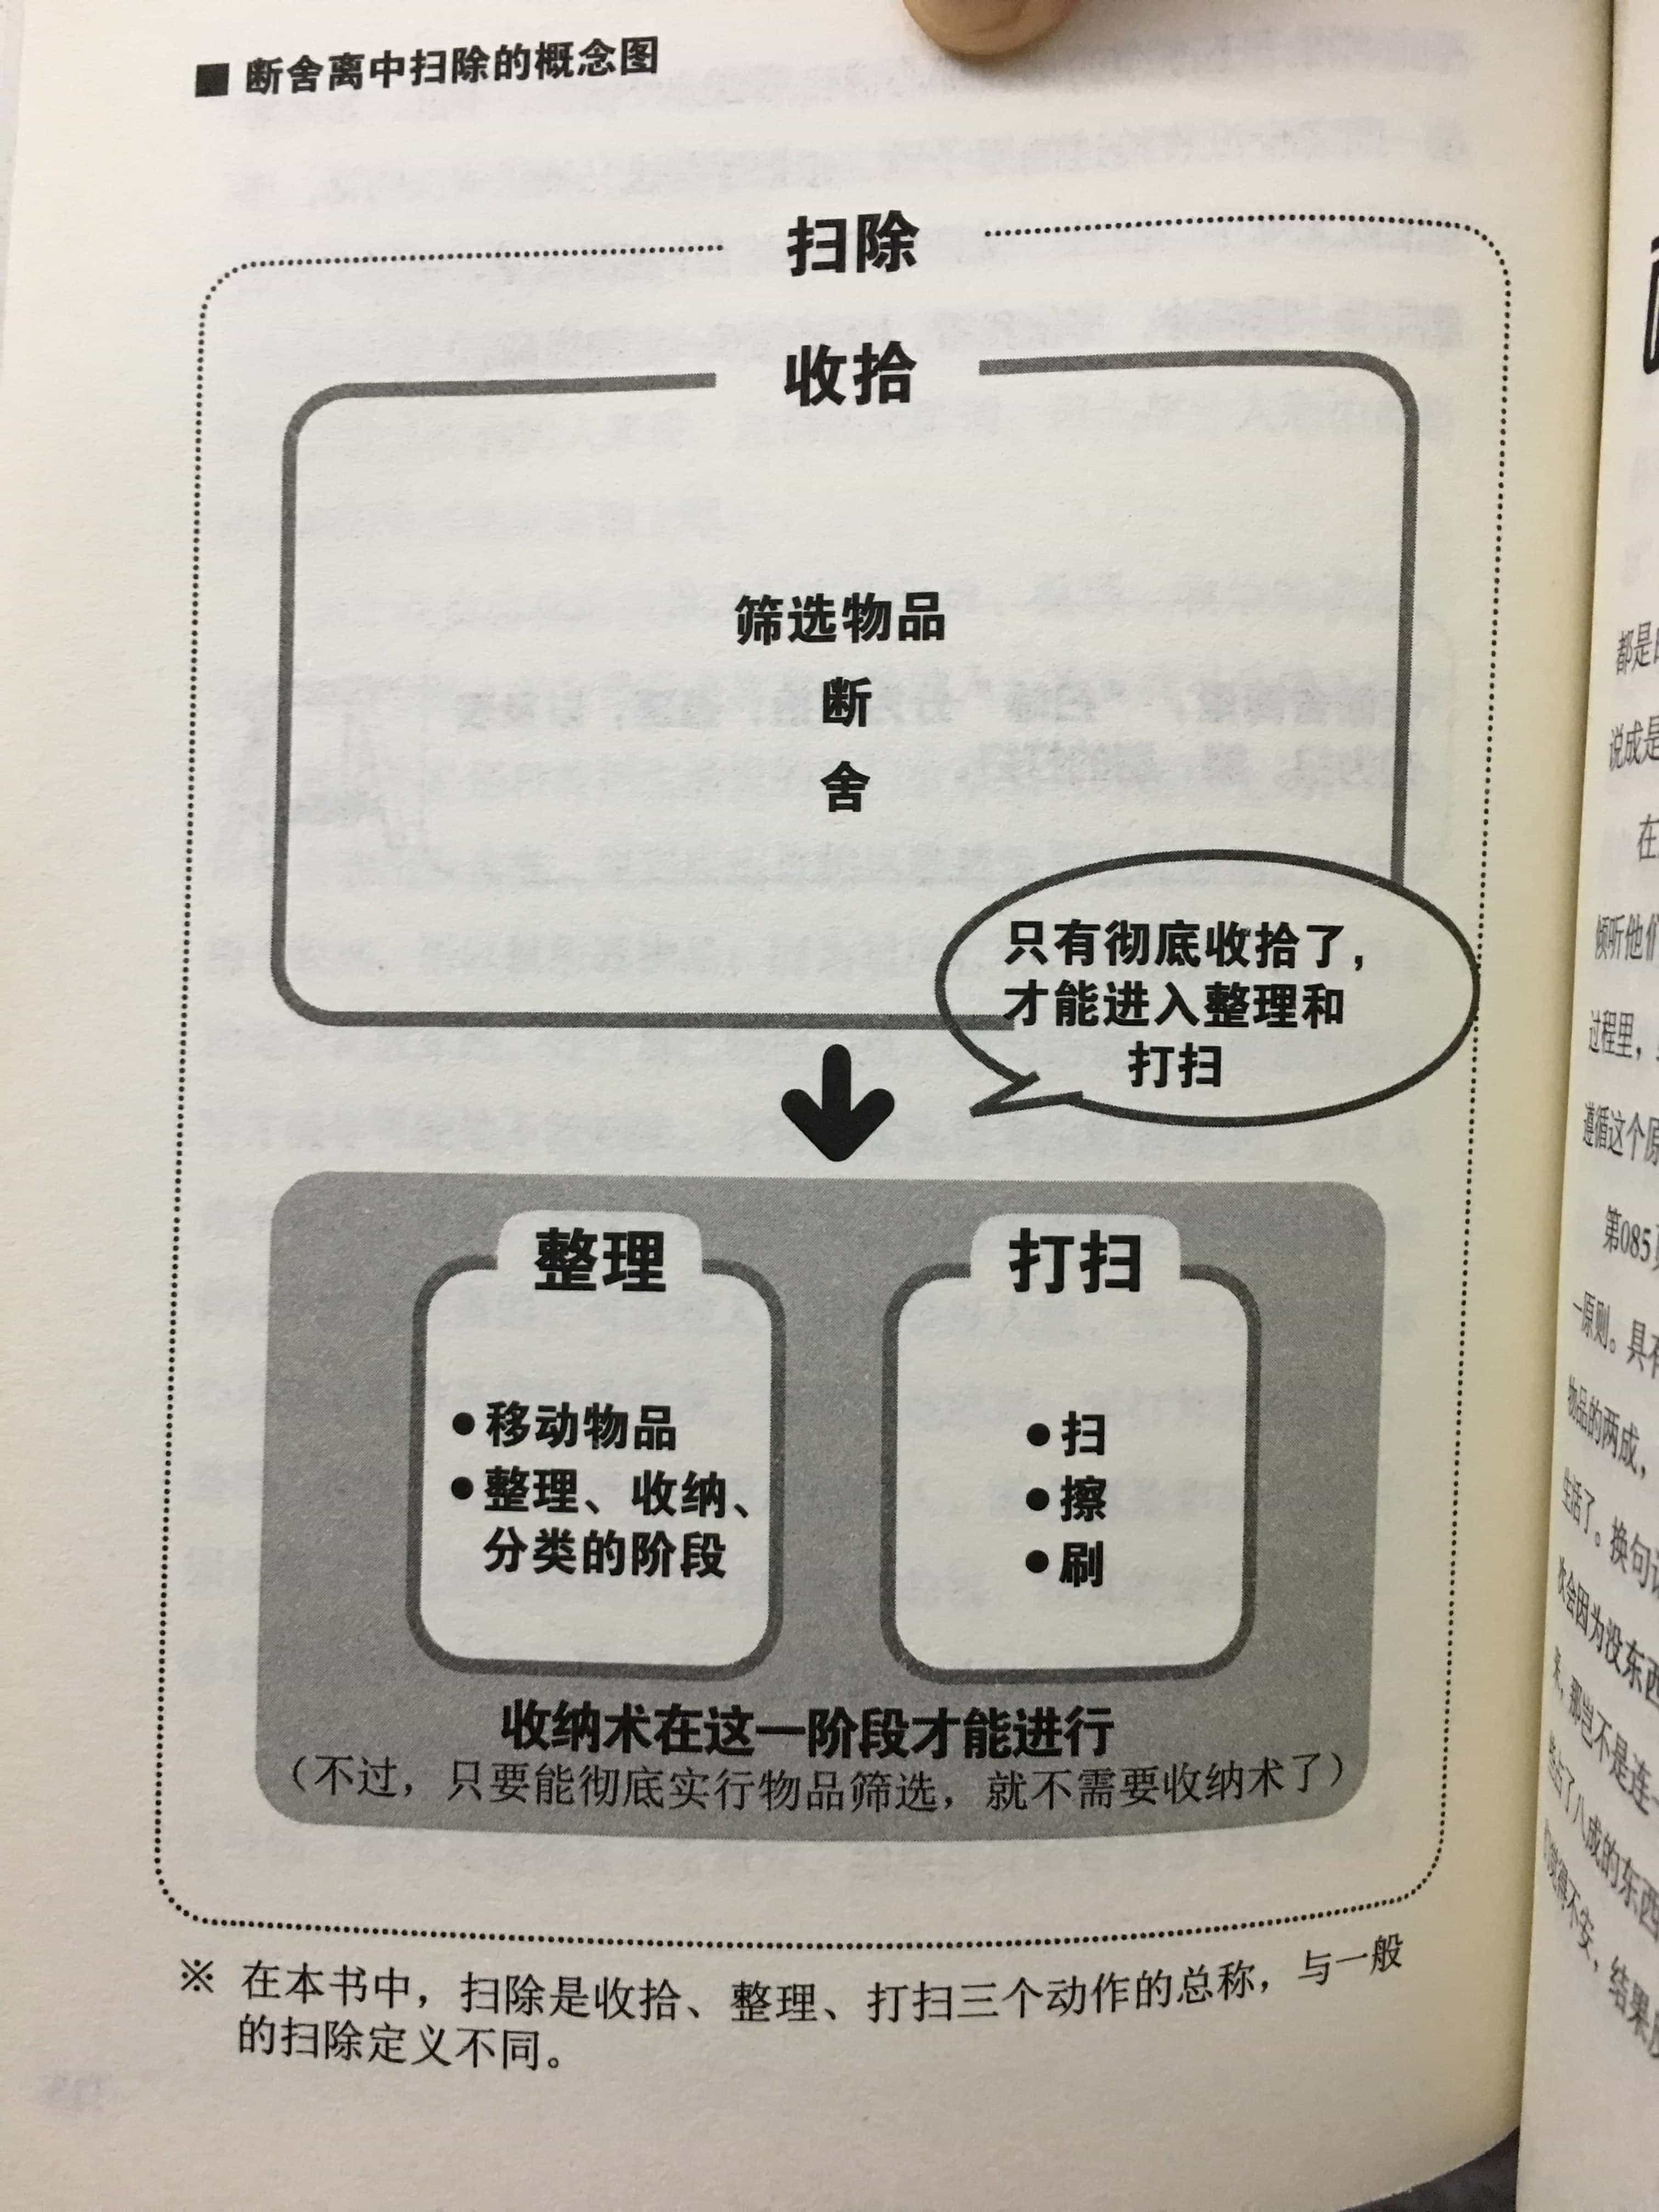 ■ 断舍离中扫除的概念图
扫除
收拾
筛选物品
断
舍
只有彻底收拾了，
才能进入整理和
打扫
整理
●移动物品
●整理、收纳、
分类的阶段
打扫
●扫
●擦
●刷
收纳术在这一阶段才能进行
（不过，只要能彻底实行物品筛选，就不需要收纳术了）
※ 在本书中，扫除是收拾、整理、打扫三个动作的总称，与一般
的扫除定义不同。
都是
说成是
在
倾听他们
过程里，
遵循这个原
第085
一原则。具有
物品的两成，
生活了。换句
会因为没东西
来，那岂不是连
占了八成的东西
觉得不安，结果